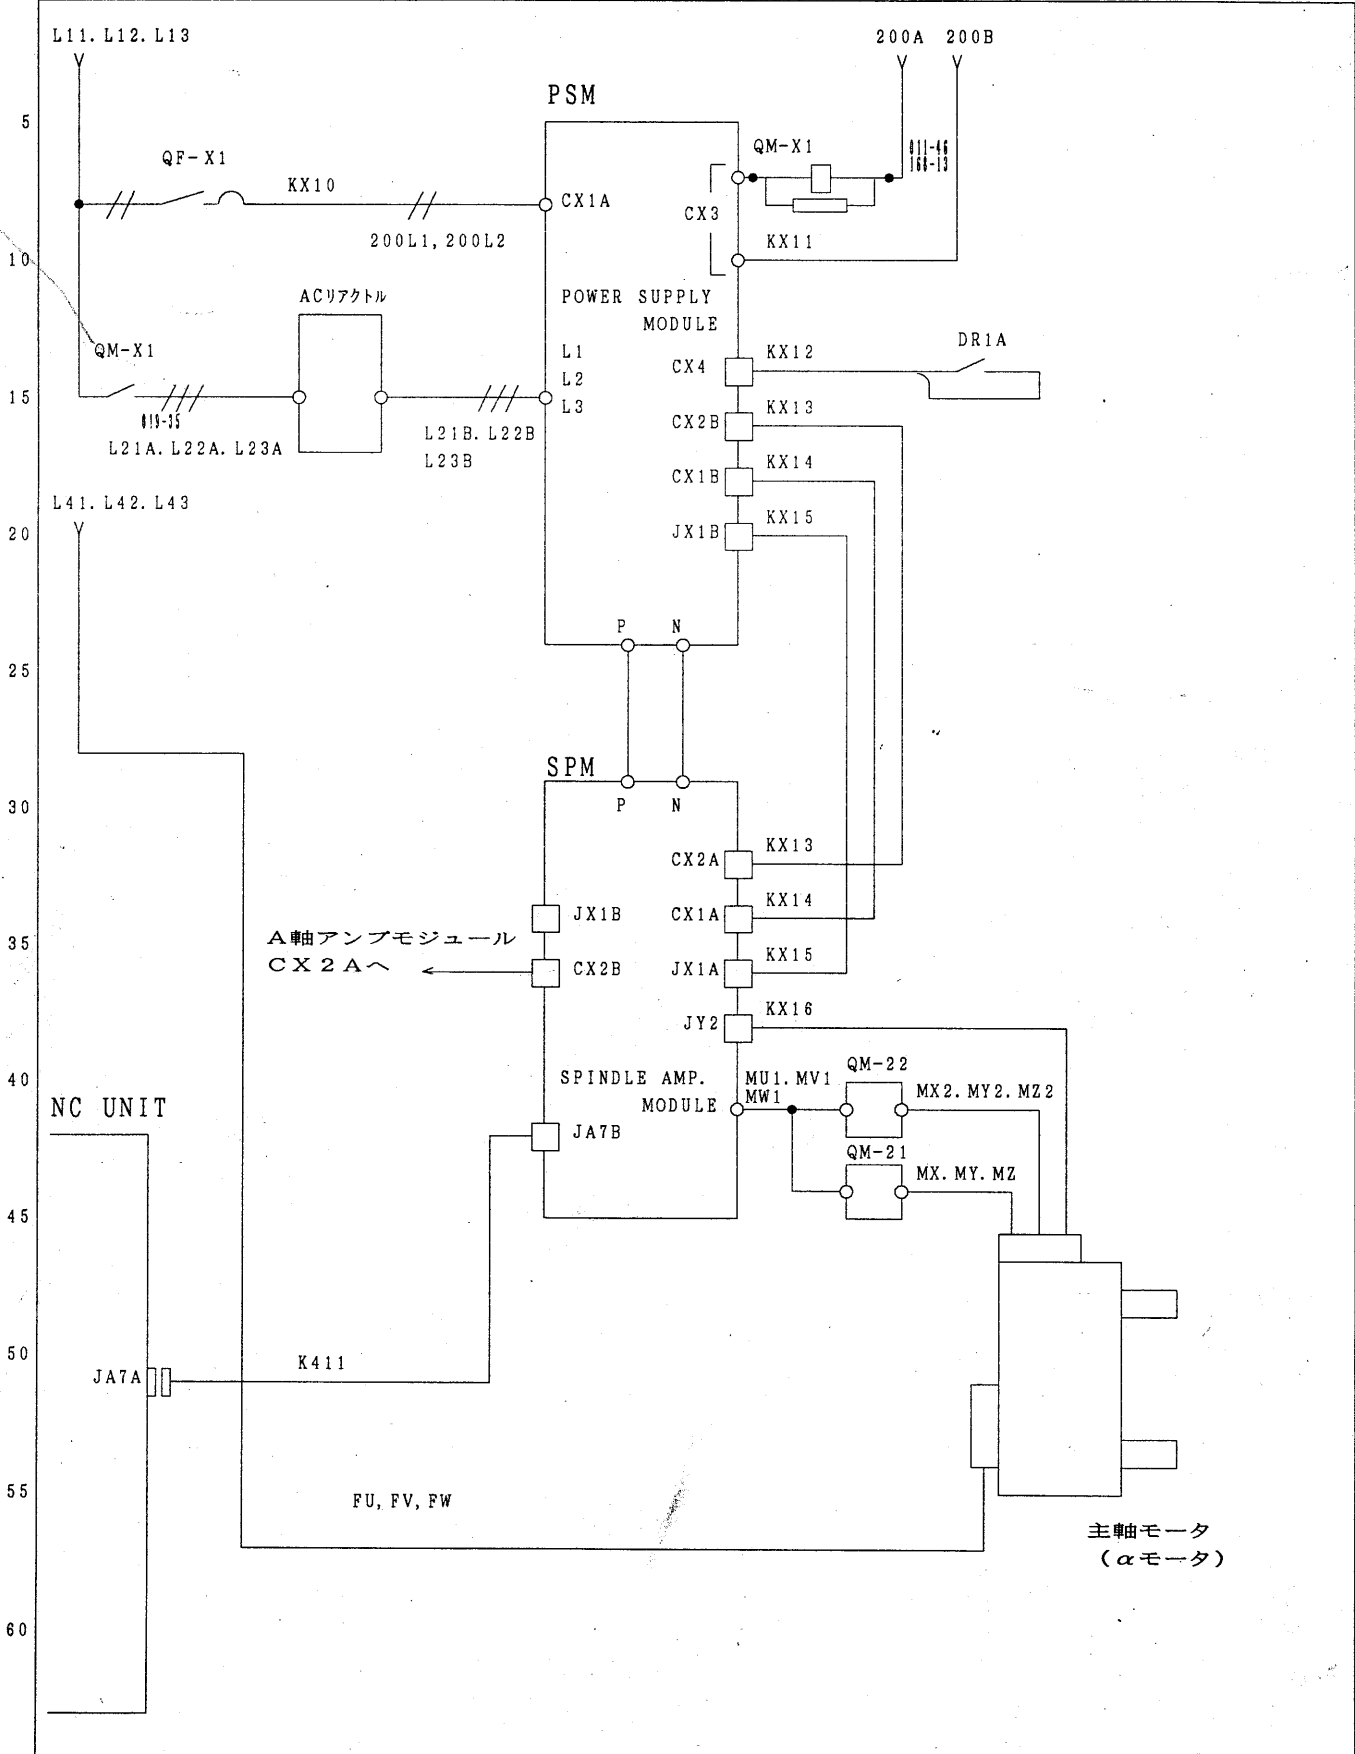 L11. L12. L13
200A 200B
PSM
5
QF-X1
QM-X1
KX10
CX1A
CX3
200L1, 200L2
KX11
10
ACリアクトル
POWER SUPPLY
MODULE
QM-X1
L1
L2
L3
CX4
KX12
DR1A
15
L21A. L22A. L23A
L21B. L22B
L23B
CX2B
KX13
CX1B
KX14
L41. L42. L43
JX1B
KX15
20
P N
25
SPM
30
P N
CX2A
KX13
JX1B
CX1A
KX14
35
A軸アンプモジュール
CX2Aへ
CX2B
JX1A
KX15
JY2
KX16
40
SPINDLE AMP.
MODULE
MU1. MV1
MW1
QM-22
MX2. MY2. MZ2
NC UNIT
JA7B
QM-21
MX. MY. MZ
45
50
JA7A
K411
55
FU, FV, FW
主軸モータ
(αモータ)
60